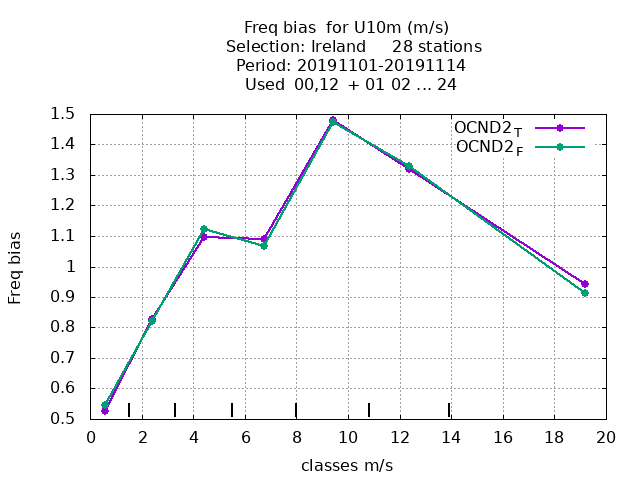 Freq bias  for U10m (m/s)
Selection: Ireland     28 stations
Period: 20191101-20191114
Used  00,12  + 01 02 ... 24
OCND2_T
OCND2_F
1.5
1.4
1.3
1.2
1.1
1
0.9
0.8
0.7
0.6
0.5
Freq bias
0 2 4 6 8 10 12 14 16 18 20
classes m/s